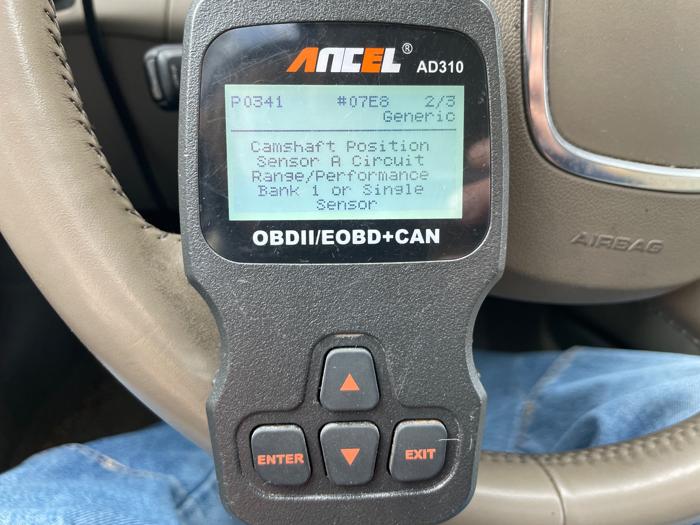 ANCEL® AD310
P0341 #07E8 2/3
Generic
Camshaft Position
Sensor A Circuit
Range/Performance
Bank 1 or Single
Sensor
OBDII/EOBD+CAN
AIRBAG
ENTER
EXIT